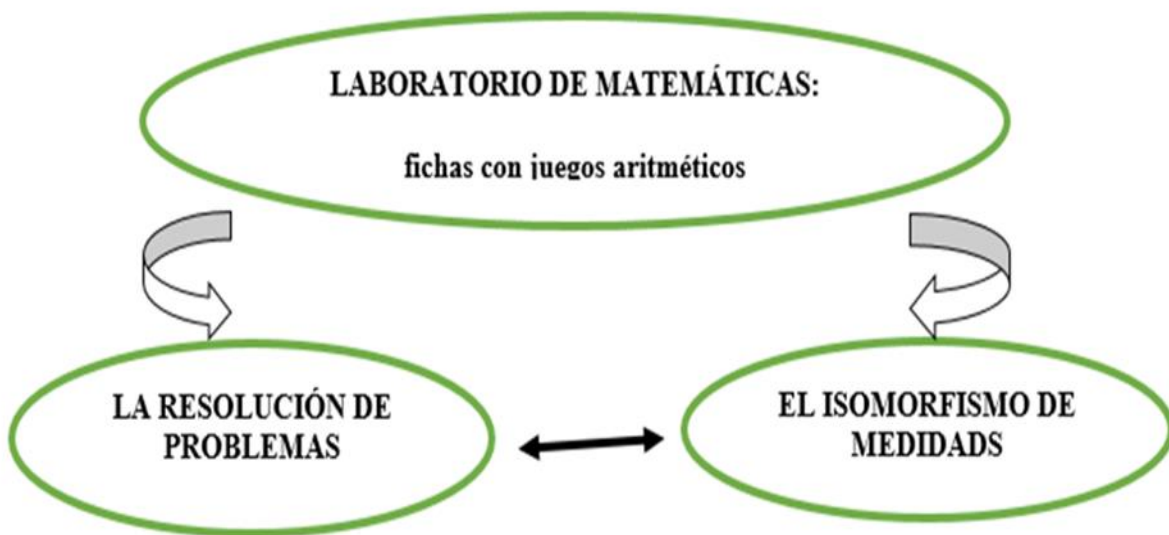 LABORATORIO DE MATEMÁTICAS:
fichas con juegos aritméticos
LA RESOLUCIÓN DE
PROBLEMAS
EL ISOMORFISMO DE
MEDIDADS